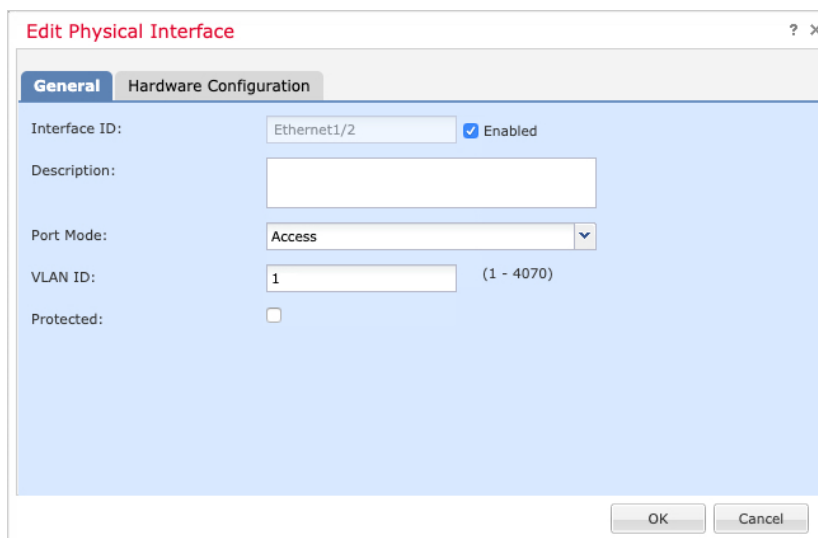 Edit Physical Interface ? ×
General Hardware Configuration
Interface ID: Ethernet1/2 Enabled
Description:
Port Mode: Access
VLAN ID: 1 (1 - 4070)
Protected:
OK Cancel